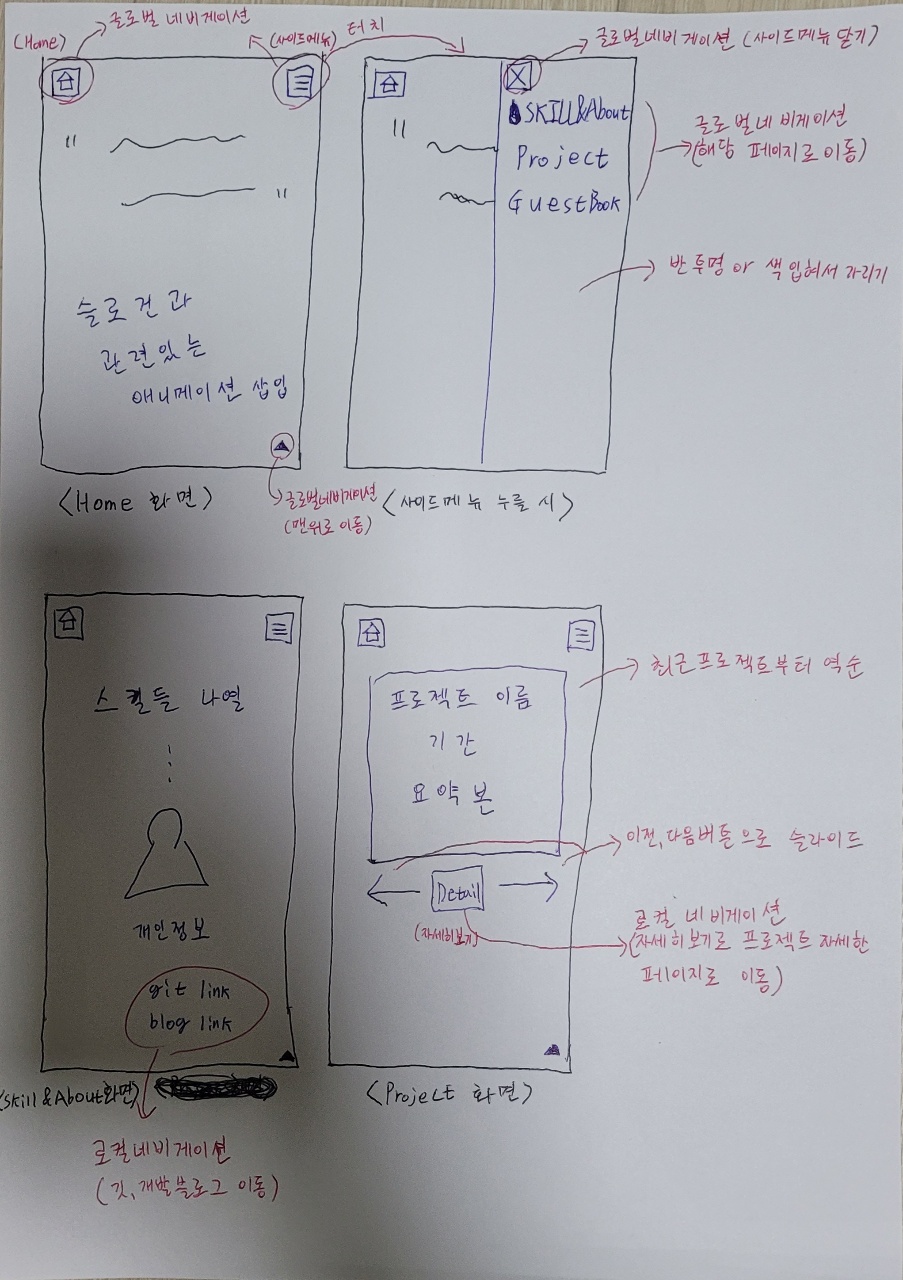 글로벌 네비게이션
(Home)
(사이드메뉴)
터치
글로벌네비게이션 (사이드메뉴 닫기)
"
"
슬로건과
관련있는
애니메이션 삽입
글로벌네비게이션
(맨위로 이동)
<Home 화면>
"
SKILL&About
Project
GuestBook
글로벌네비게이션
(해당 페이지로 이동)
반투명 or 색입혀서 가리기
<사이드메뉴 누를 시>
스킬들 나열
개인정보
git link
blog link
<Skill&About화면>
로컬네비게이션
(깃,개발블로그 이동)
프로젝트 이름
기간
요약본
Detail
(자세히보기)
<Project 화면>
최근프로젝트부터 역순
이전,다음버튼으로 슬라이드
로컬 네비게이션
(자세히보기로 프로젝트 자세한
페이지로 이동)